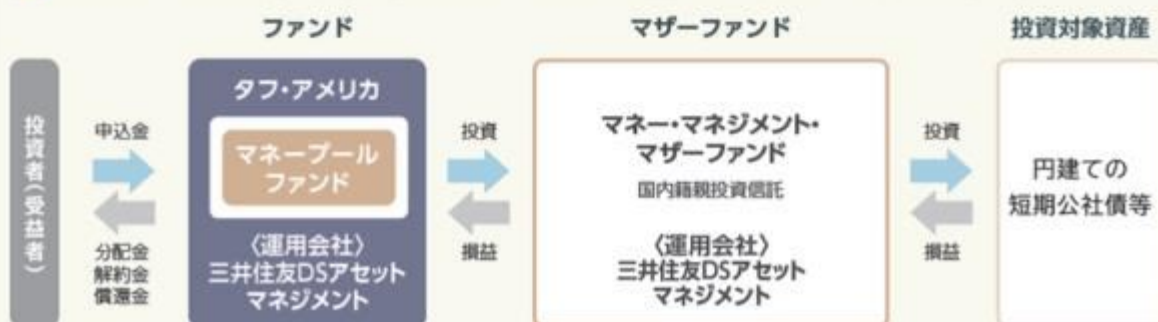 ファンド
マザーファンド
投資対象資産
投資者(受益者)
申込金
分配金
解約金
償還金
タフ・アメリカ
マネープール
ファンド
〈運用会社〉
三井住友DSアセット
マネジメント
投資
損益
マネー・マネジメント・
マザーファンド
国内籍親投資信託
〈運用会社〉
三井住友DSアセット
マネジメント
投資
損益
円建ての
短期公社債等